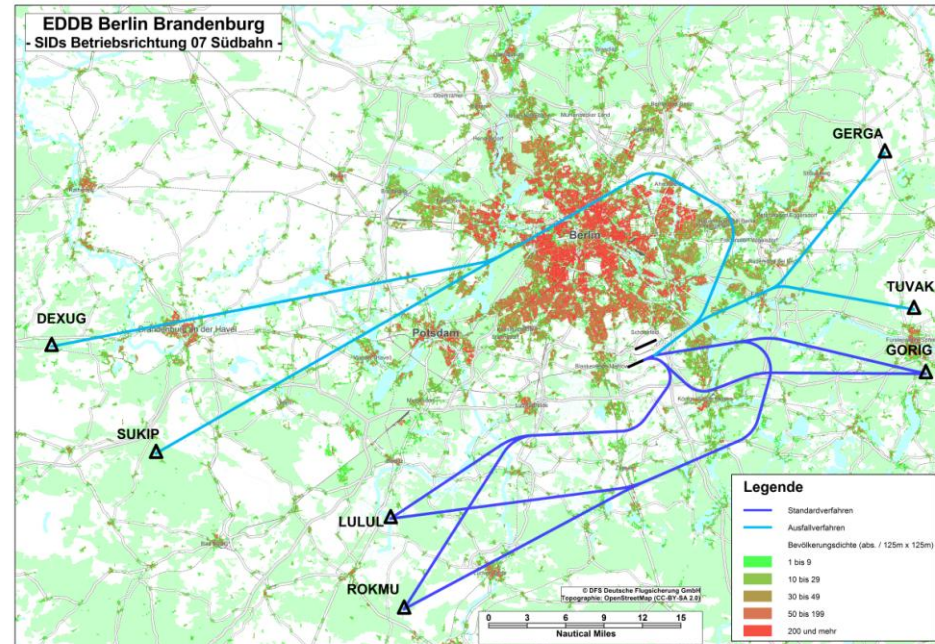 EDDB Berlin Brandenburg
- SIDs Betriebsrichtung 07 Südbahn -
GERGA
Berlin
TUVAK
DEXUG
Brandenburg an der Havel
Potsdam
GORIG
SUKIP
LULUL
ROKMU
Legende
Standardverfahren
Ausfallverfahren
Bevölkerungsdichte (abs. / 125m x 125m)
1 bis 9
10 bis 29
30 bis 49
50 bis 199
200 und mehr
© DFS Deutsche Flugsicherung GmbH
Topographie: OpenStreetMap (CC-BY-SA 2.0)
0 3 6 9 12 15
Nautical Miles